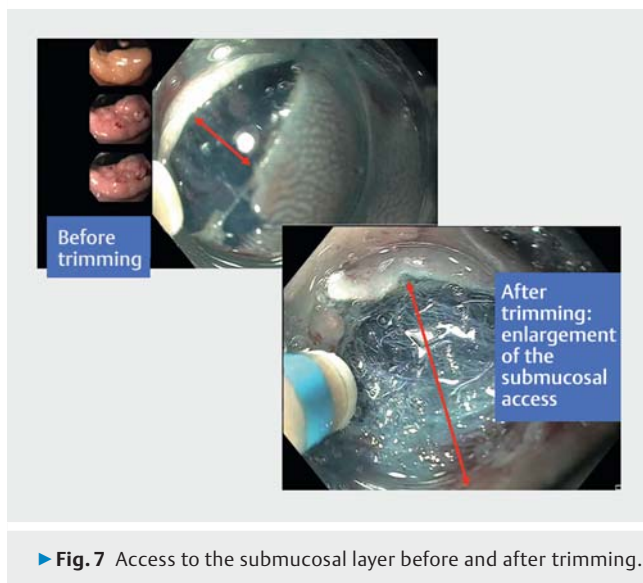 Before
trimming
After
trimming:
enlargement
of the
submucosal
access
▶ Fig. 7 Access to the submucosal layer before and after trimming.